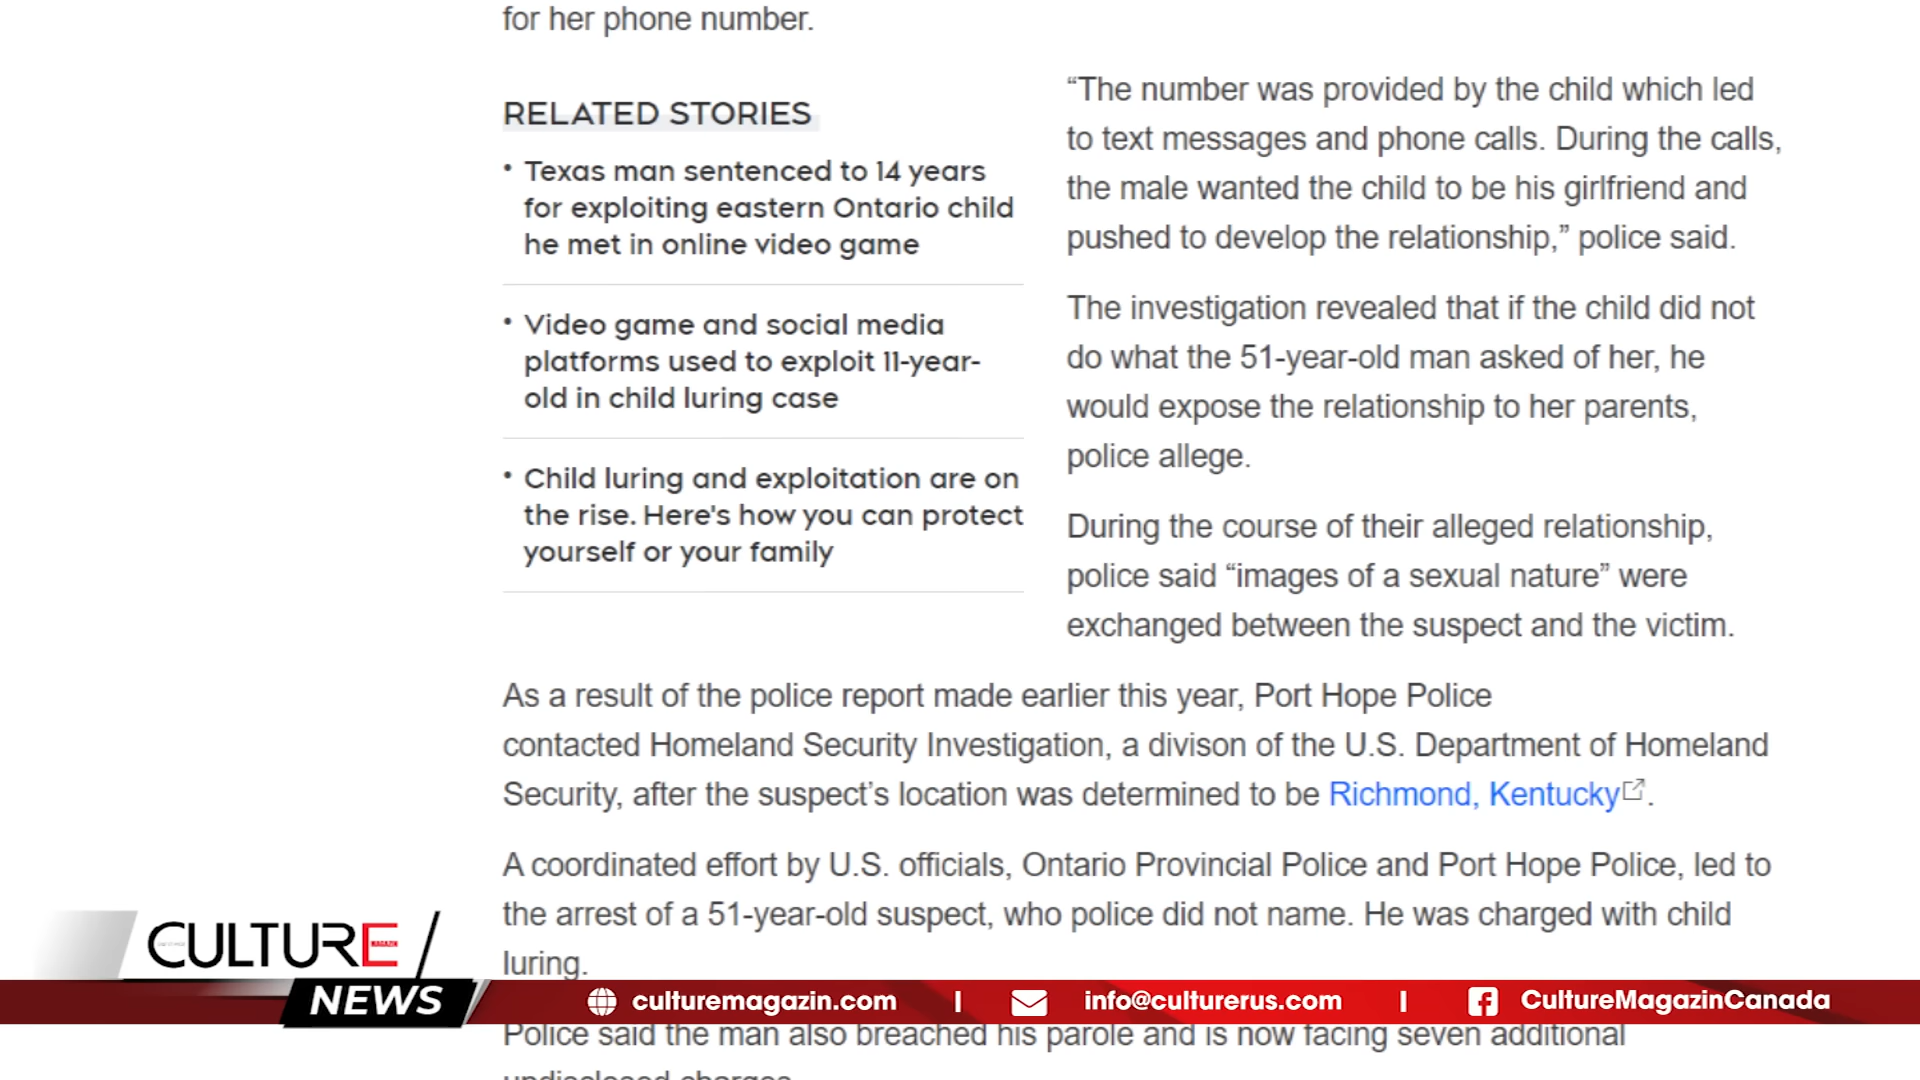 for her phone number.
RELATED STORIES
• Texas man sentenced to 14 years
for exploiting eastern Ontario child
he met in online video game
• Video game and social media
platforms used to exploit 11-year-
old in child luring case
• Child luring and exploitation are on
the rise. Here's how you can protect
yourself or your family
“The number was provided by the child which led
to text messages and phone calls. During the calls,
the male wanted the child to be his girlfriend and
pushed to develop the relationship,” police said.
The investigation revealed that if the child did not
do what the 51-year-old man asked of her, he
would expose the relationship to her parents,
police allege.
During the course of their alleged relationship,
police said “images of a sexual nature” were
exchanged between the suspect and the victim.
As a result of the police report made earlier this year, Port Hope Police
contacted Homeland Security Investigation, a divison of the U.S. Department of Homeland
Security, after the suspect’s location was determined to be Richmond, Kentucky.
A coordinated effort by U.S. officials, Ontario Provincial Police and Port Hope Police, led to
the arrest of a 51-year-old suspect, who police did not name. He was charged with child
luring.
CULTURE
MAGAZIN
NEWS
culturemagazin.com | info@culturerus.com | CultureMagazinCanada
Police said the man also breached his parole and is now facing seven additional
undisclosed charges.